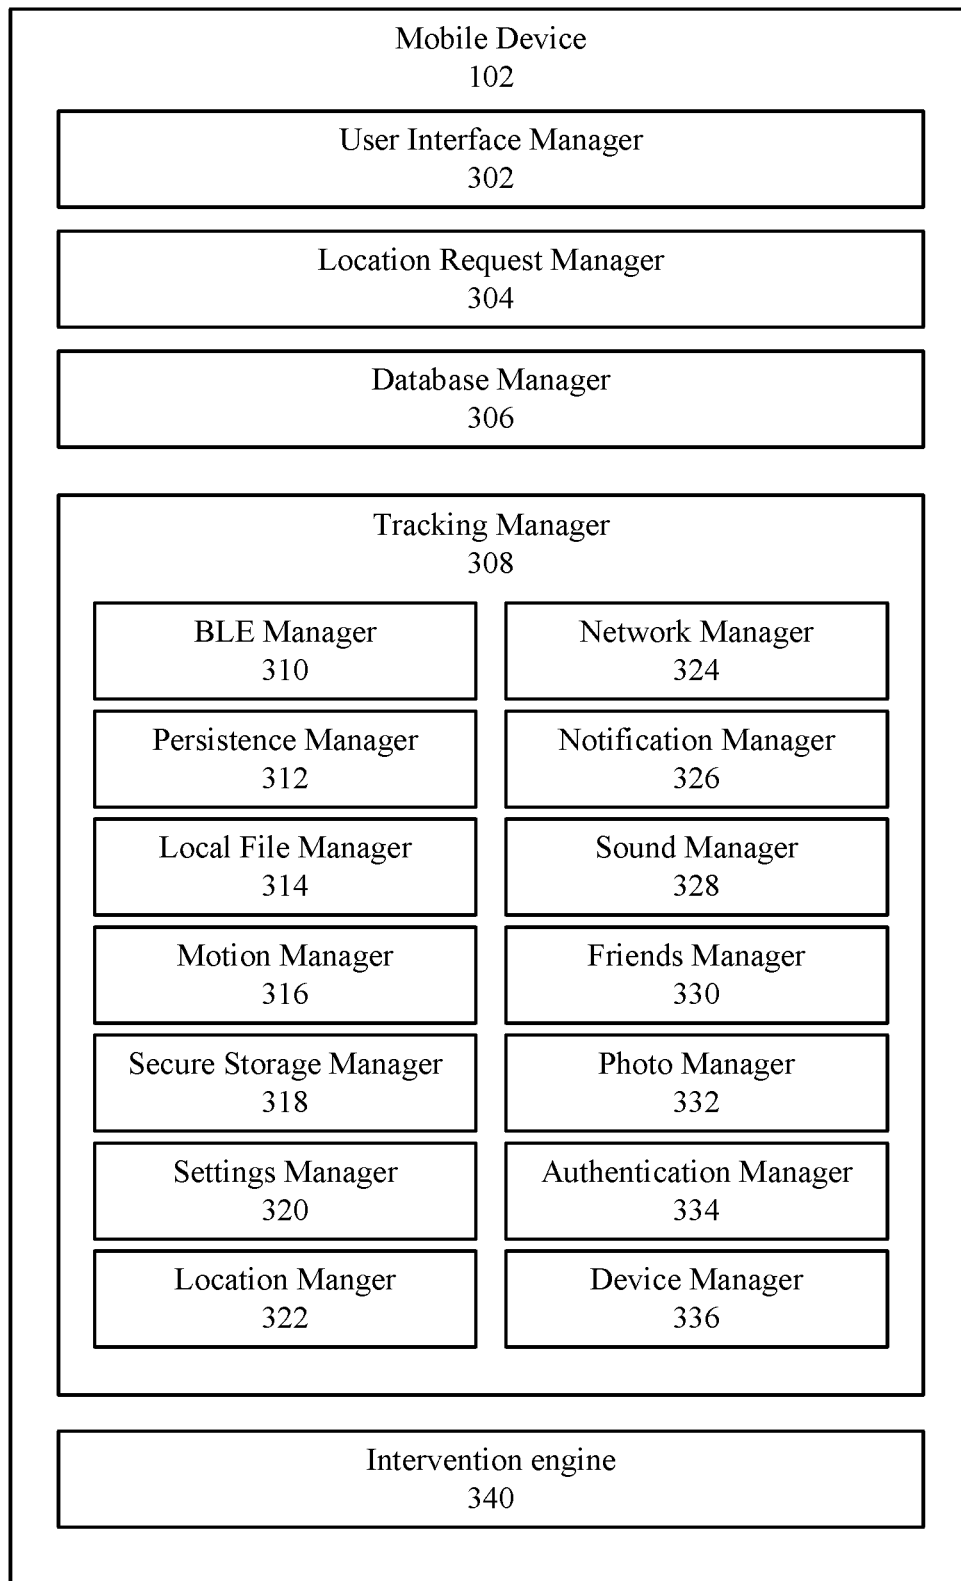 Mobile Device
102
User Interface Manager
302
Location Request Manager
304
Database Manager
306
Tracking Manager
308
BLE Manager
310
Network Manager
324
Persistence Manager
312
Notification Manager
326
Local File Manager
314
Sound Manager
328
Motion Manager
316
Friends Manager
330
Secure Storage Manager
318
Photo Manager
332
Settings Manager
320
Authentication Manager
334
Location Manger
322
Device Manager
336
Intervention engine
340